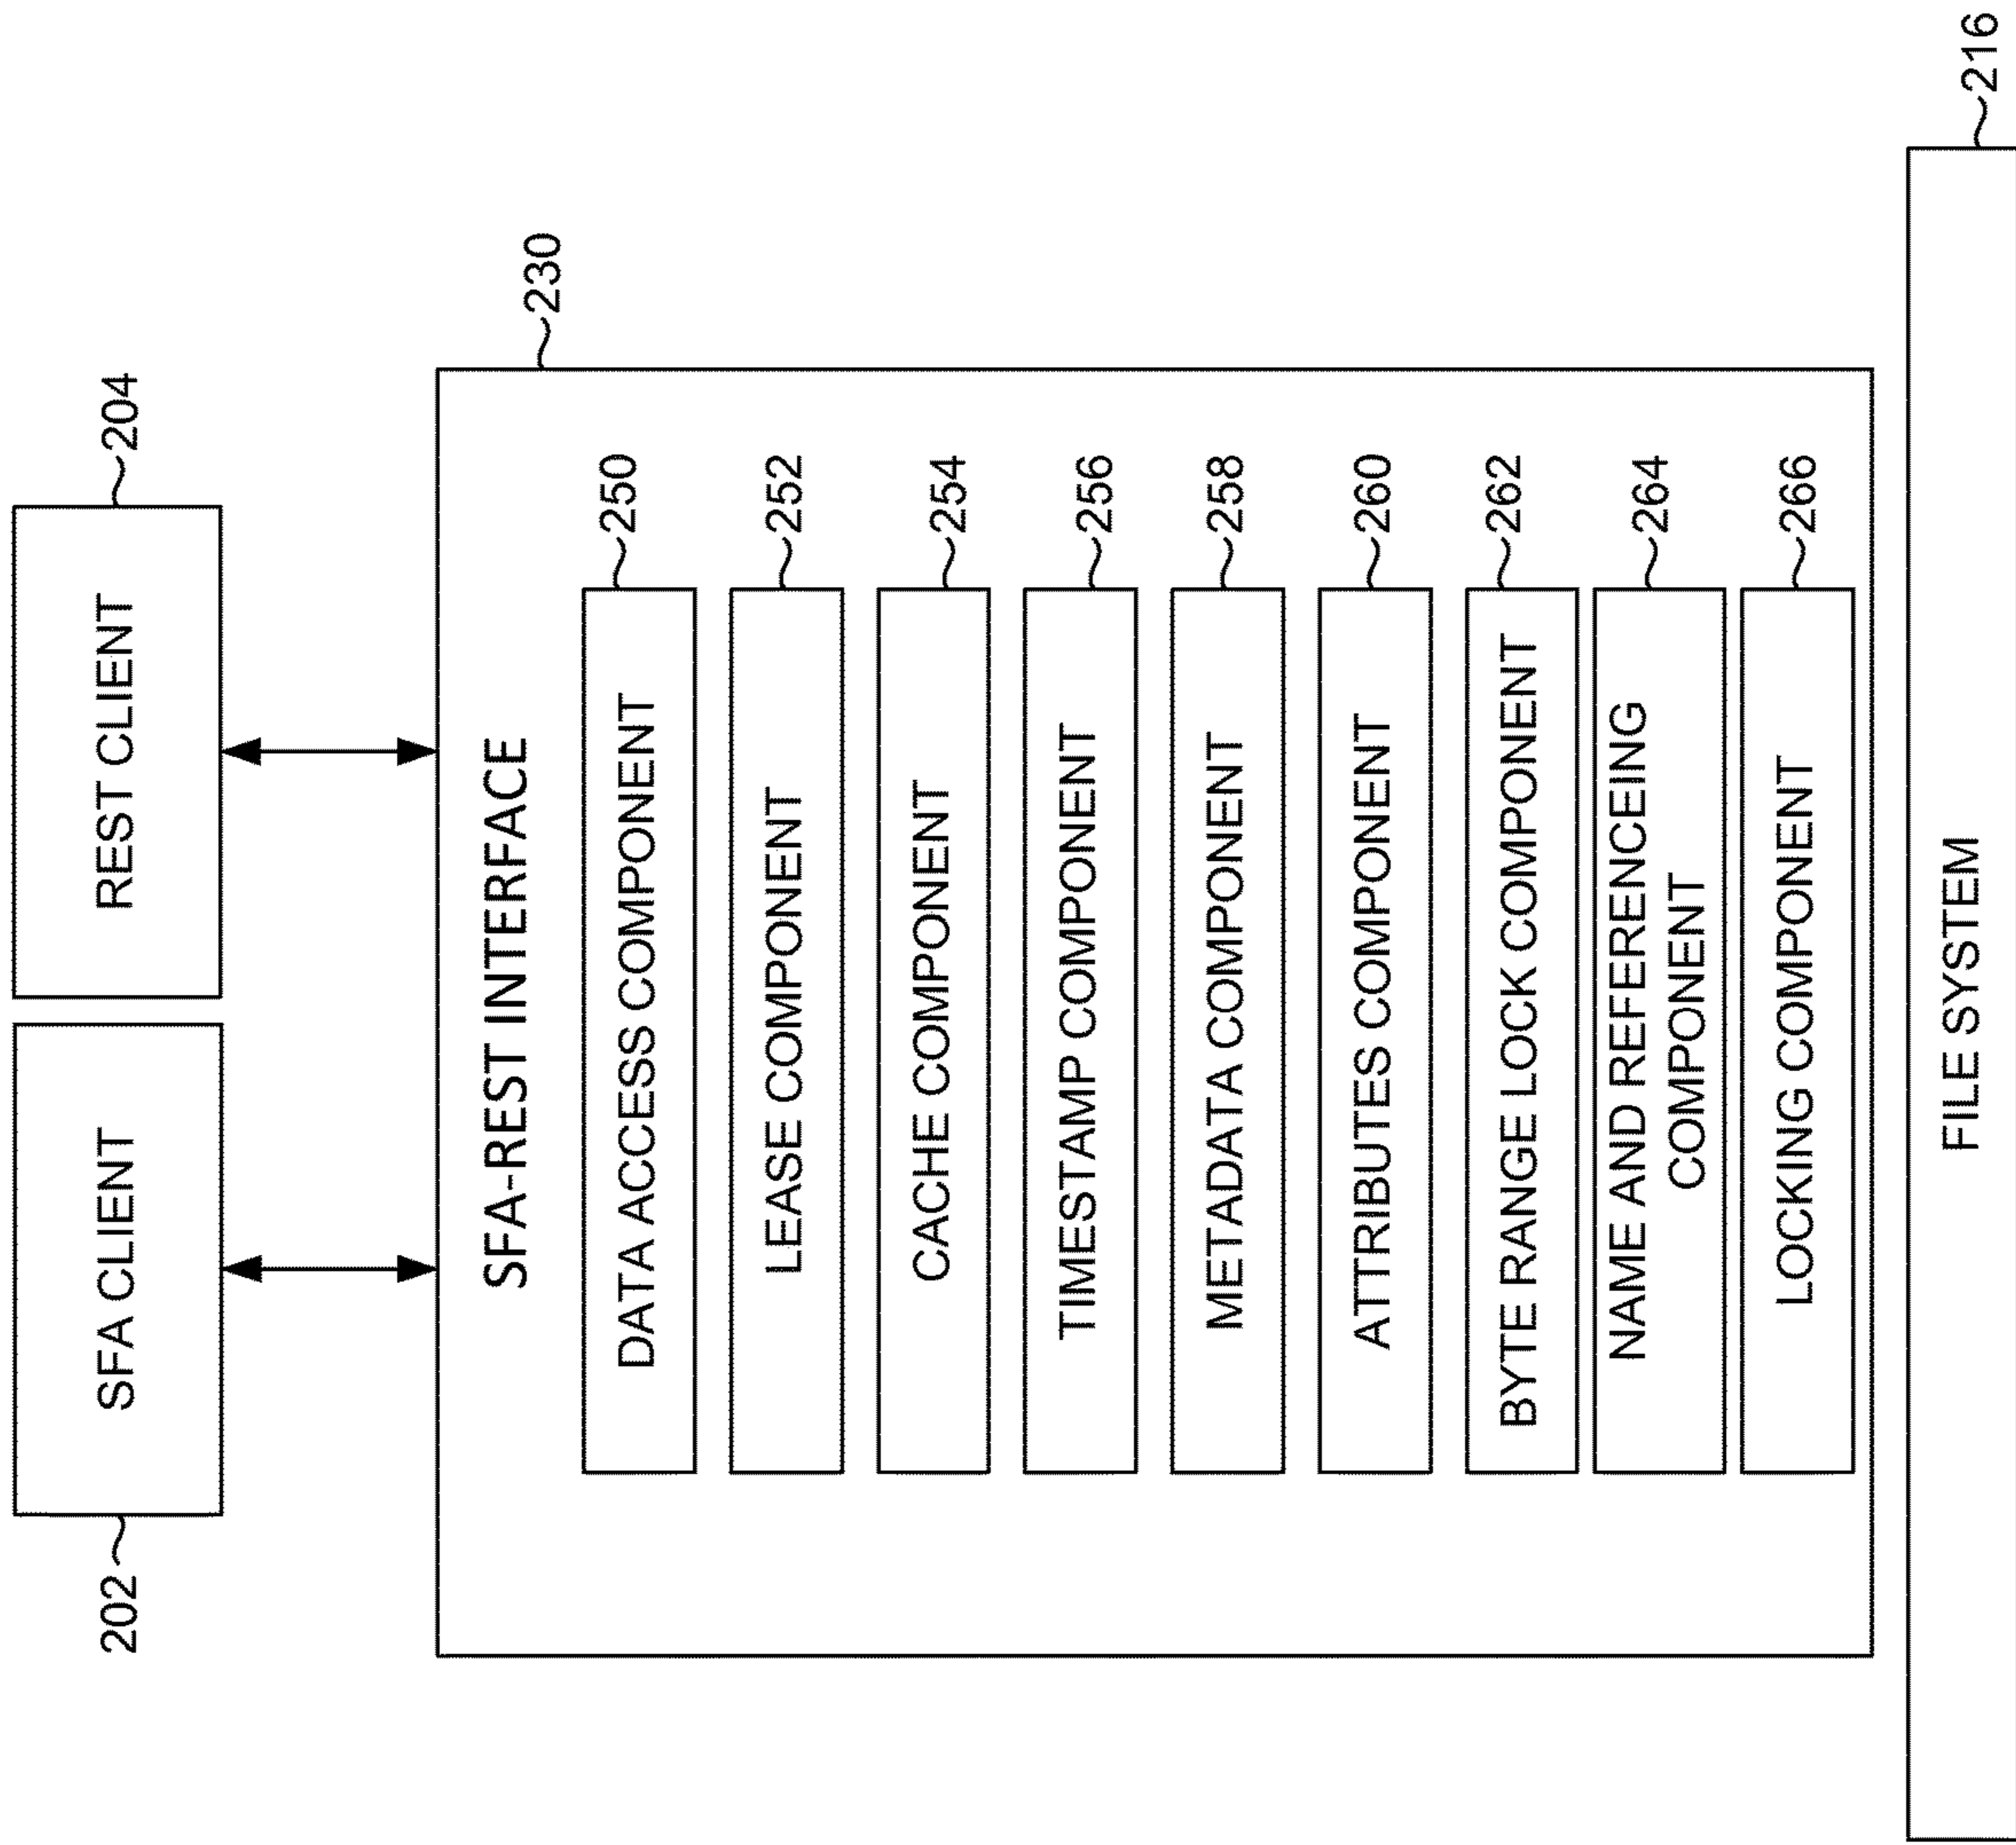 SFA CLIENT
202
REST CLIENT
204
SFA-REST INTERFACE
230
DATA ACCESS COMPONENT
250
LEASE COMPONENT
252
CACHE COMPONENT
254
TIMESTAMP COMPONENT
256
METADATA COMPONENT
258
ATTRIBUTES COMPONENT
260
BYTE RANGE LOCK COMPONENT
262
NAME AND REFERENCEING
COMPONENT
264
LOCKING COMPONENT
266
FILE SYSTEM
216